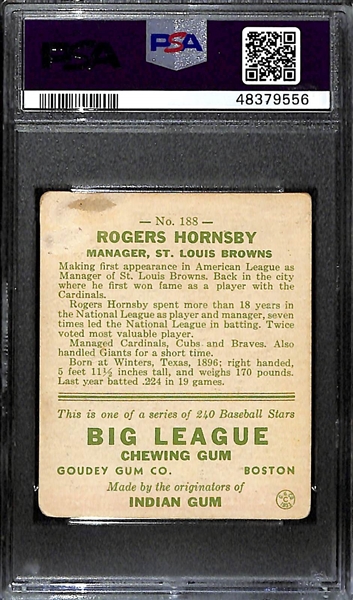 PSA
PSA
48379556
— No. 188 —
ROGERS HORNSBY
MANAGER, ST. LOUIS BROWNS
Making first appearance in American League as
Manager of St. Louis Browns. Back in the city
where he first won fame as a player with the
Cardinals.
Rogers Hornsby spent more than 18 years in
the National League as player and manager, seven
times led the National League in batting. Twice
voted most valuable player.
Managed Cardinals, Cubs and Braves. Also
handled Giants for a short time.
Born at Winters, Texas, 1896; right handed,
5 feet 11½ inches tall, and weighs 170 pounds.
Last year batted .224 in 19 games.
This is one of a series of 240 Baseball Stars
BIG LEAGUE
CHEWING GUM
GOUDEY GUM CO. BOSTON
Made by the originators of
INDIAN GUM